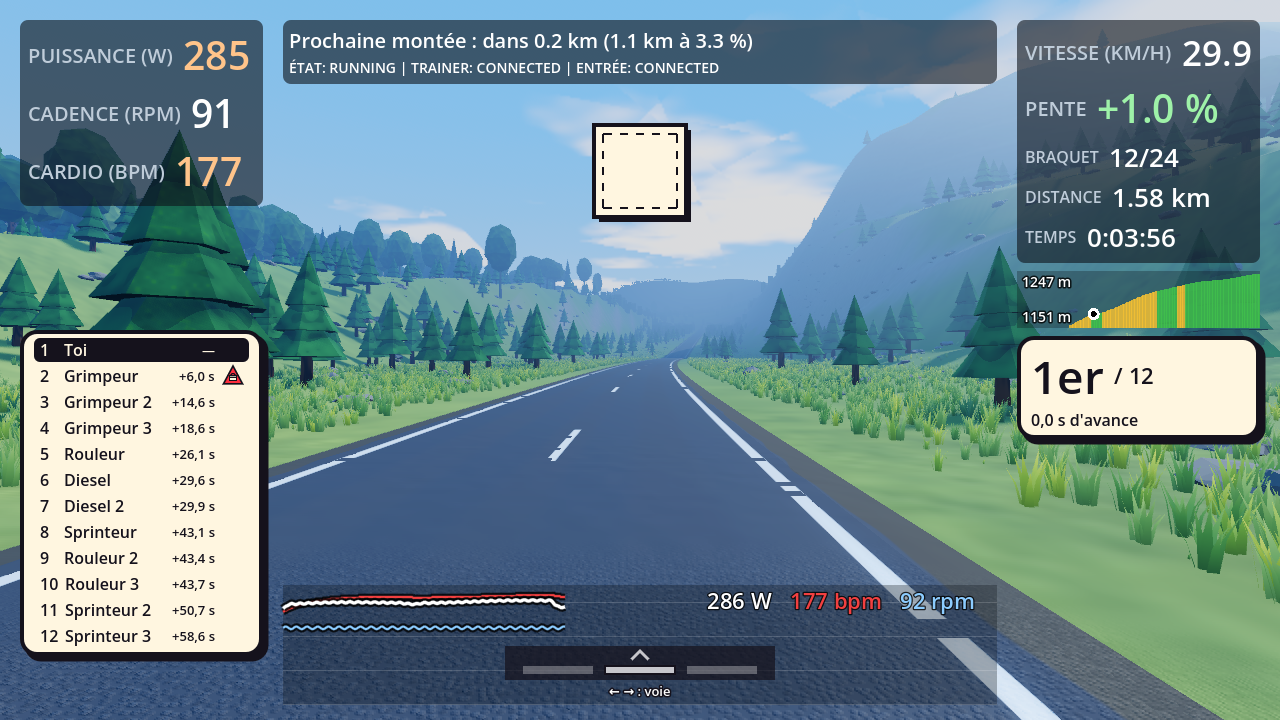 PUISSANCE (W) 285
CADENCE (RPM) 91
CARDIO (BPM) 177
Prochaine montée : dans 0.2 km (1.1 km à 3.3 %)
ÉTAT: RUNNING | TRAINER: CONNECTED | ENTRÉE: CONNECTED
VITESSE (KM/H) 29.9
PENTE +1.0 %
BRAQUET 12/24
DISTANCE 1.58 km
TEMPS 0:03:56
1247 m
1151 m
1er / 12
0,0 s d'avance
1 Toi —
2 Grimpeur +6,0 s
3 Grimpeur 2 +14,6 s
4 Grimpeur 3 +18,6 s
5 Rouleur +26,1 s
6 Diesel +29,6 s
7 Diesel 2 +29,9 s
8 Sprinteur +43,1 s
9 Rouleur 2 +43,4 s
10 Rouleur 3 +43,7 s
11 Sprinteur 2 +50,7 s
12 Sprinteur 3 +58,6 s
286 W 177 bpm 92 rpm
← → : voie